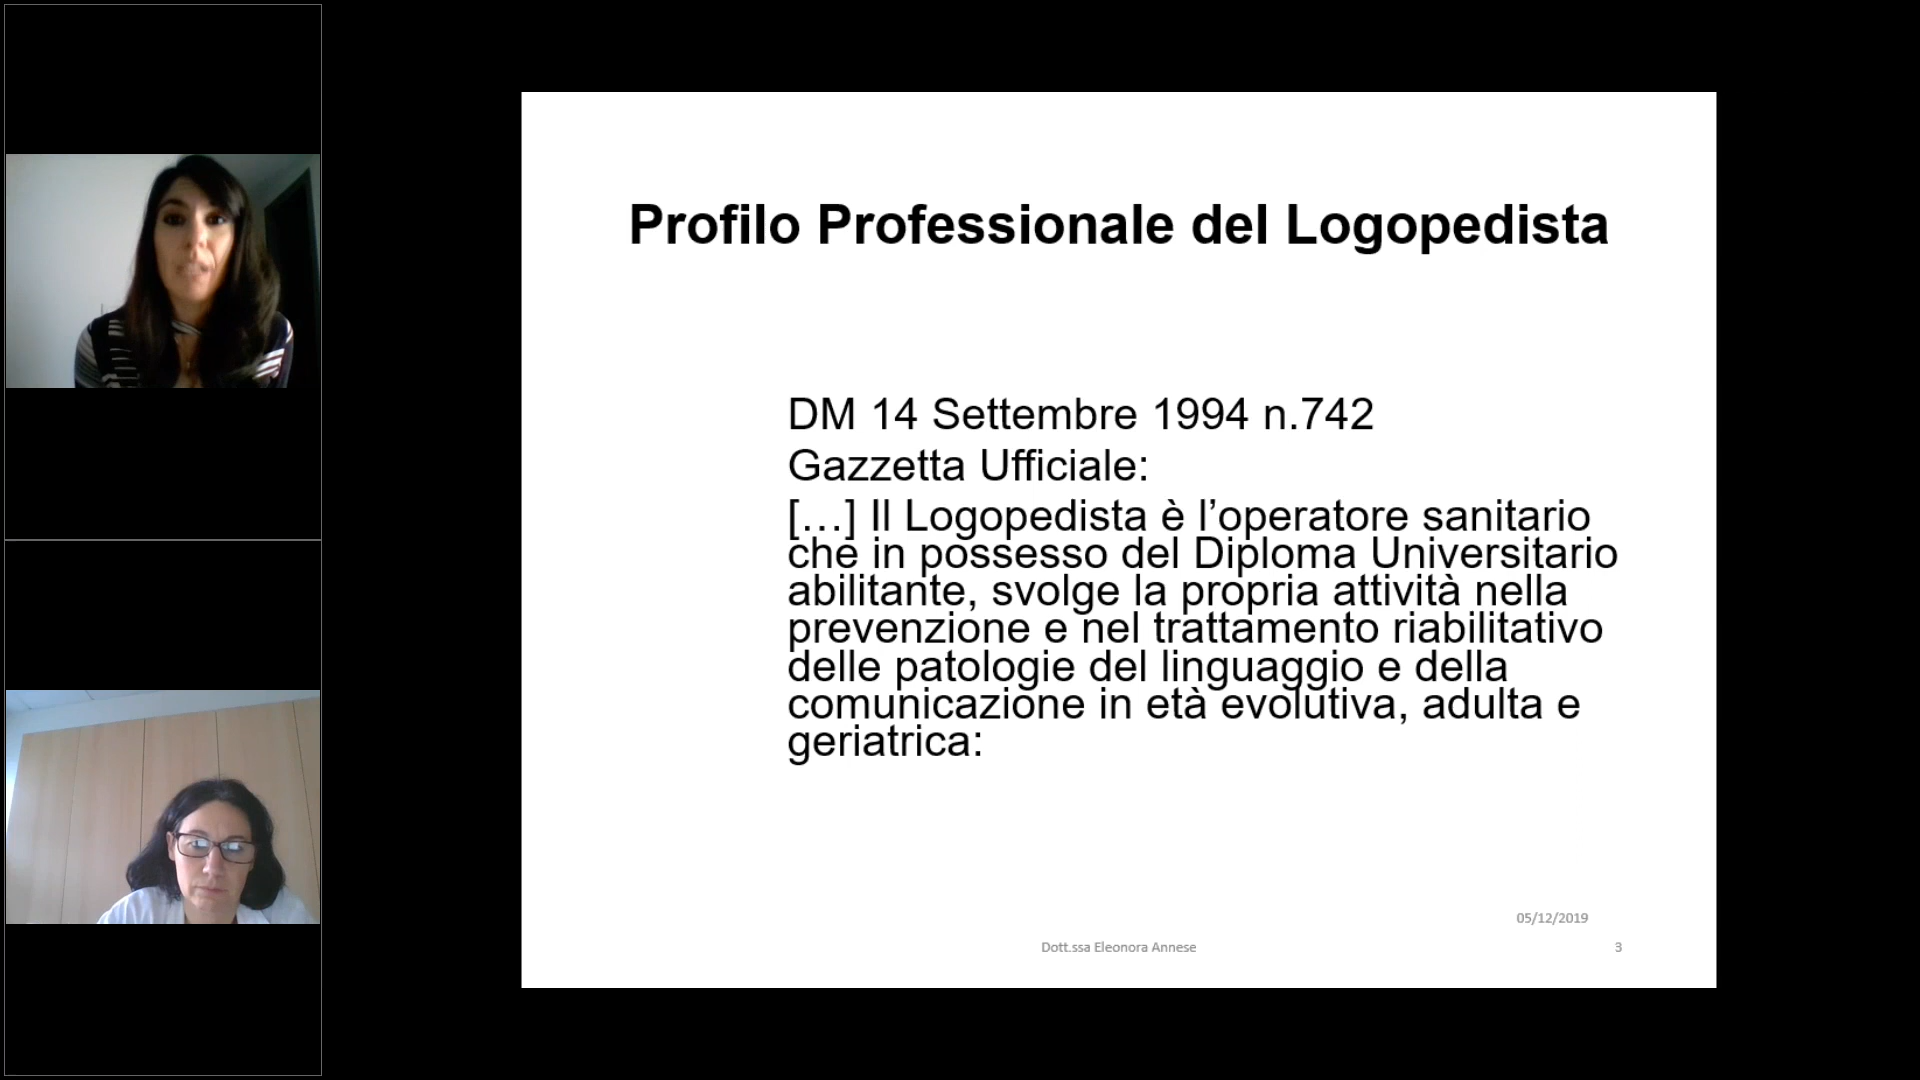 Profilo Professionale del Logopedista
DM 14 Settembre 1994 n.742
Gazzetta Ufficiale:
[…] Il Logopedista è l’operatore sanitario
che in possesso del Diploma Universitario
abilitante, svolge la propria attività nella
prevenzione e nel trattamento riabilitativo
delle patologie del linguaggio e della
comunicazione in età evolutiva, adulta e
geriatrica:
05/12/2019
Dott.ssa Eleonora Annese
3